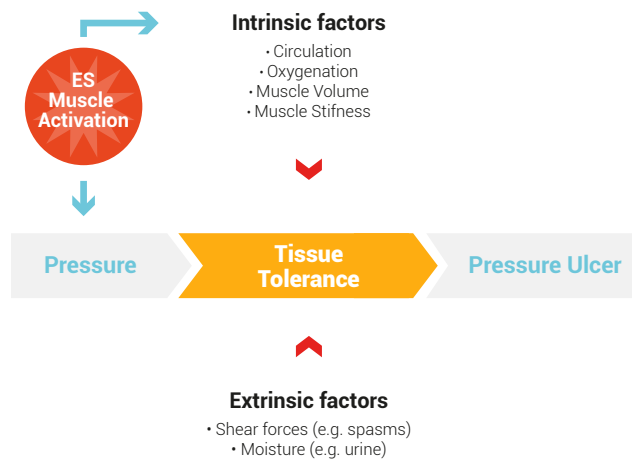 Intrinsic factors
• Circulation
• Oxygenation
• Muscle Volume
• Muscle Stifness
ES
Muscle
Activation
Pressure
Tissue
Tolerance
Pressure Ulcer
Extrinsic factors
• Shear forces (e.g. spasms)
• Moisture (e.g. urine)